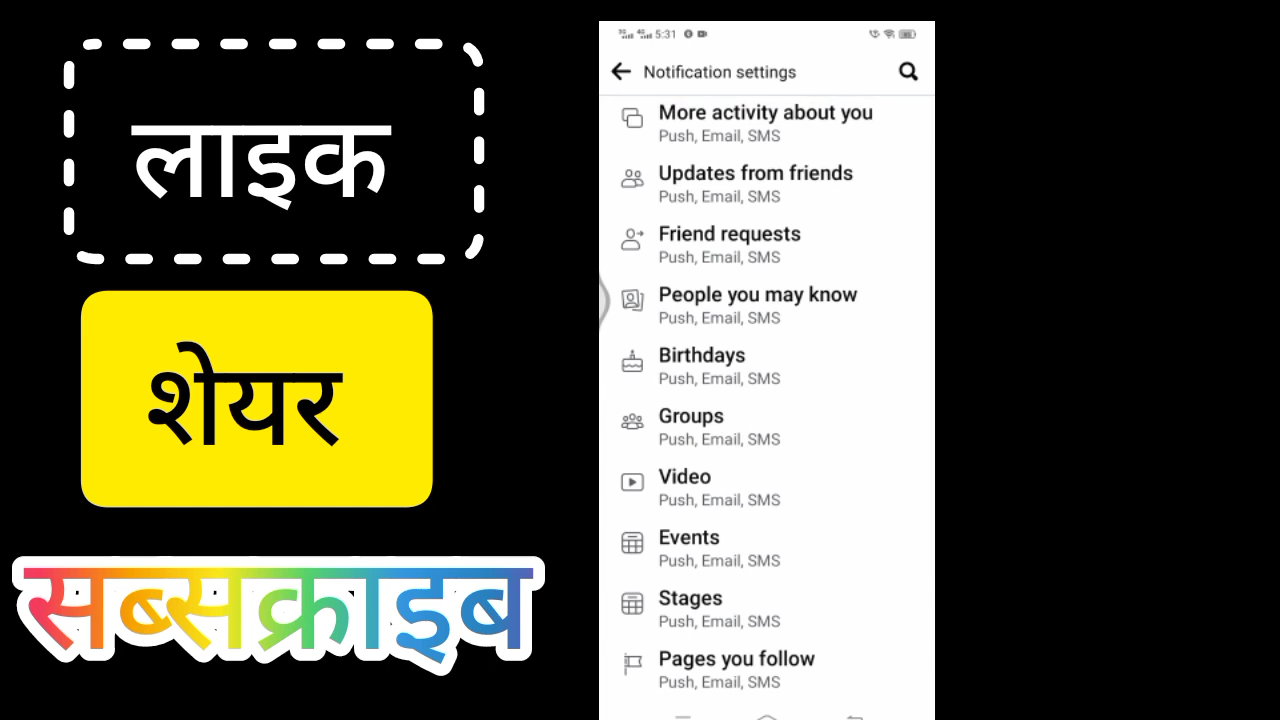 लाइक
शेयर
सब्सक्राइब
5:31
Notification settings
More activity about you
Push, Email, SMS
Updates from friends
Push, Email, SMS
Friend requests
Push, Email, SMS
People you may know
Push, Email, SMS
Birthdays
Push, Email, SMS
Groups
Push, Email, SMS
Video
Push, Email, SMS
Events
Push, Email, SMS
Stages
Push, Email, SMS
Pages you follow
Push, Email, SMS